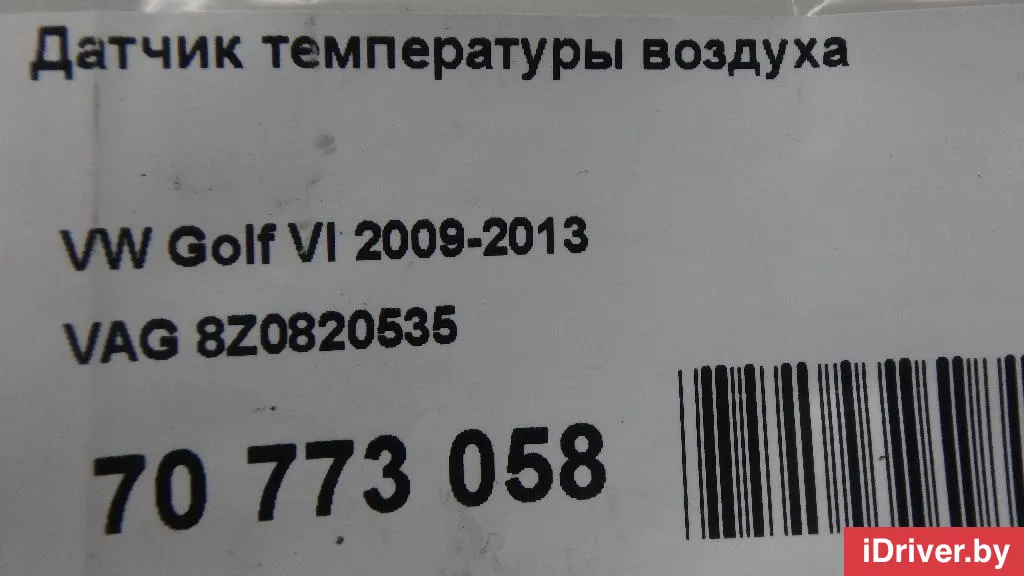 Датчик температуры воздуха
VW Golf VI 2009-2013
VAG 8Z0820535
70 773 058
iDriver.by